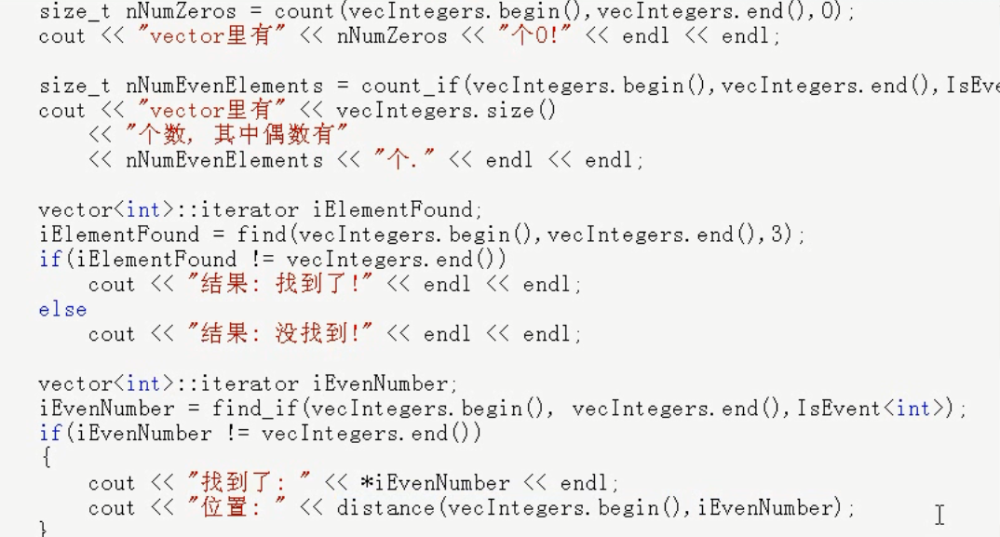 size_t nNumZeros = count(vecIntegers.begin(),vecIntegers.end(),0);
cout << "vector里有" << nNumZeros << "个0!" << endl << endl;
size_t nNumEvenElements = count_if(vecIntegers.begin(),vecIntegers.end(),IsEve
cout << "vector里有" << vecIntegers.size()
<< "个数, 其中偶数有"
<< nNumEvenElements << "个." << endl << endl;
vector<int>::iterator iElementFound;
iElementFound = find(vecIntegers.begin(),vecIntegers.end(),3);
if(iElementFound != vecIntegers.end())
cout << "结果: 找到了!" << endl << endl;
else
cout << "结果: 没找到!" << endl << endl;
vector<int>::iterator iEvenNumber;
iEvenNumber = find_if(vecIntegers.begin(), vecIntegers.end(),IsEvent<int>);
if(iEvenNumber != vecIntegers.end())
{
cout << "找到了: " << *iEvenNumber << endl;
cout << "位置: " << distance(vecIntegers.begin(),iEvenNumber);
}